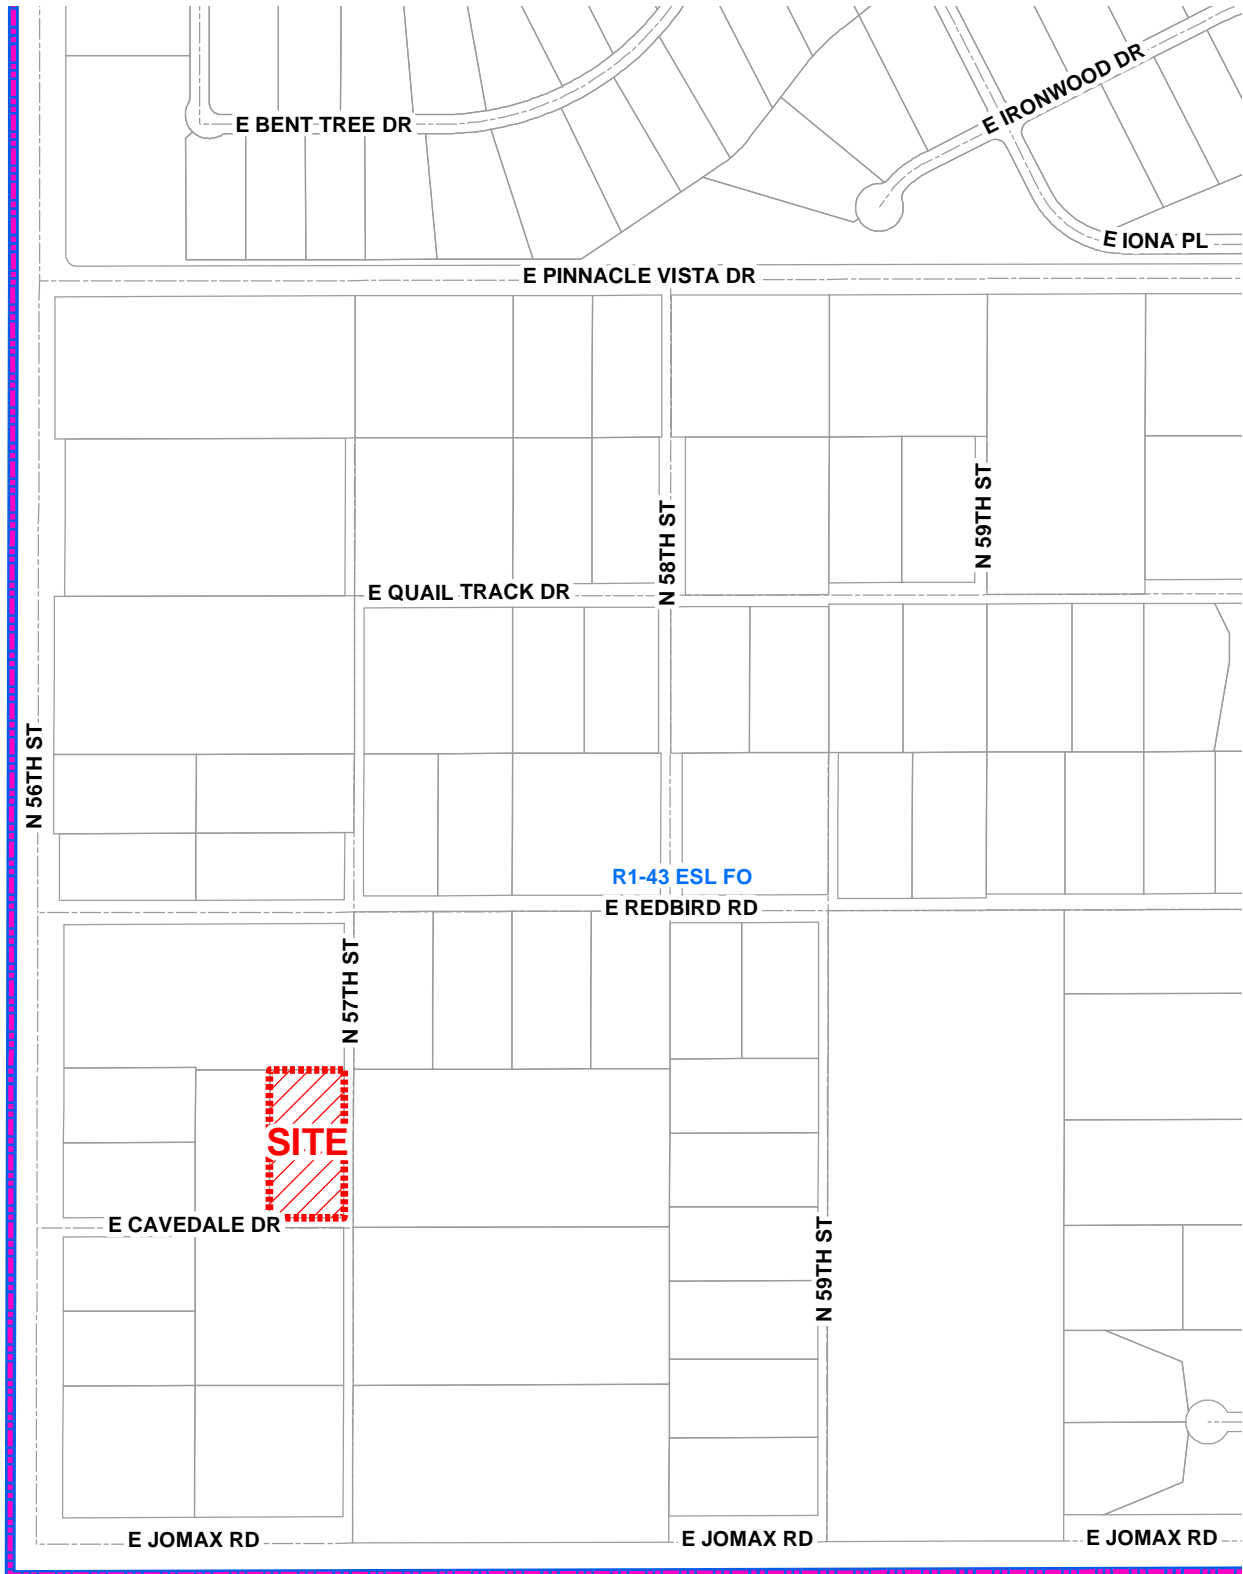 E BENT TREE DR
E IRONWOOD DR
E IONA PL
E PINNACLE VISTA DR
N 59TH ST
N 58TH ST
E QUAIL TRACK DR
N 56TH ST
R1-43 ESL FO
E REDBIRD RD
N 57TH ST
SITE
E CAVEDALE DR
N 59TH ST
E JOMAX RD
E JOMAX RD
E JOMAX RD